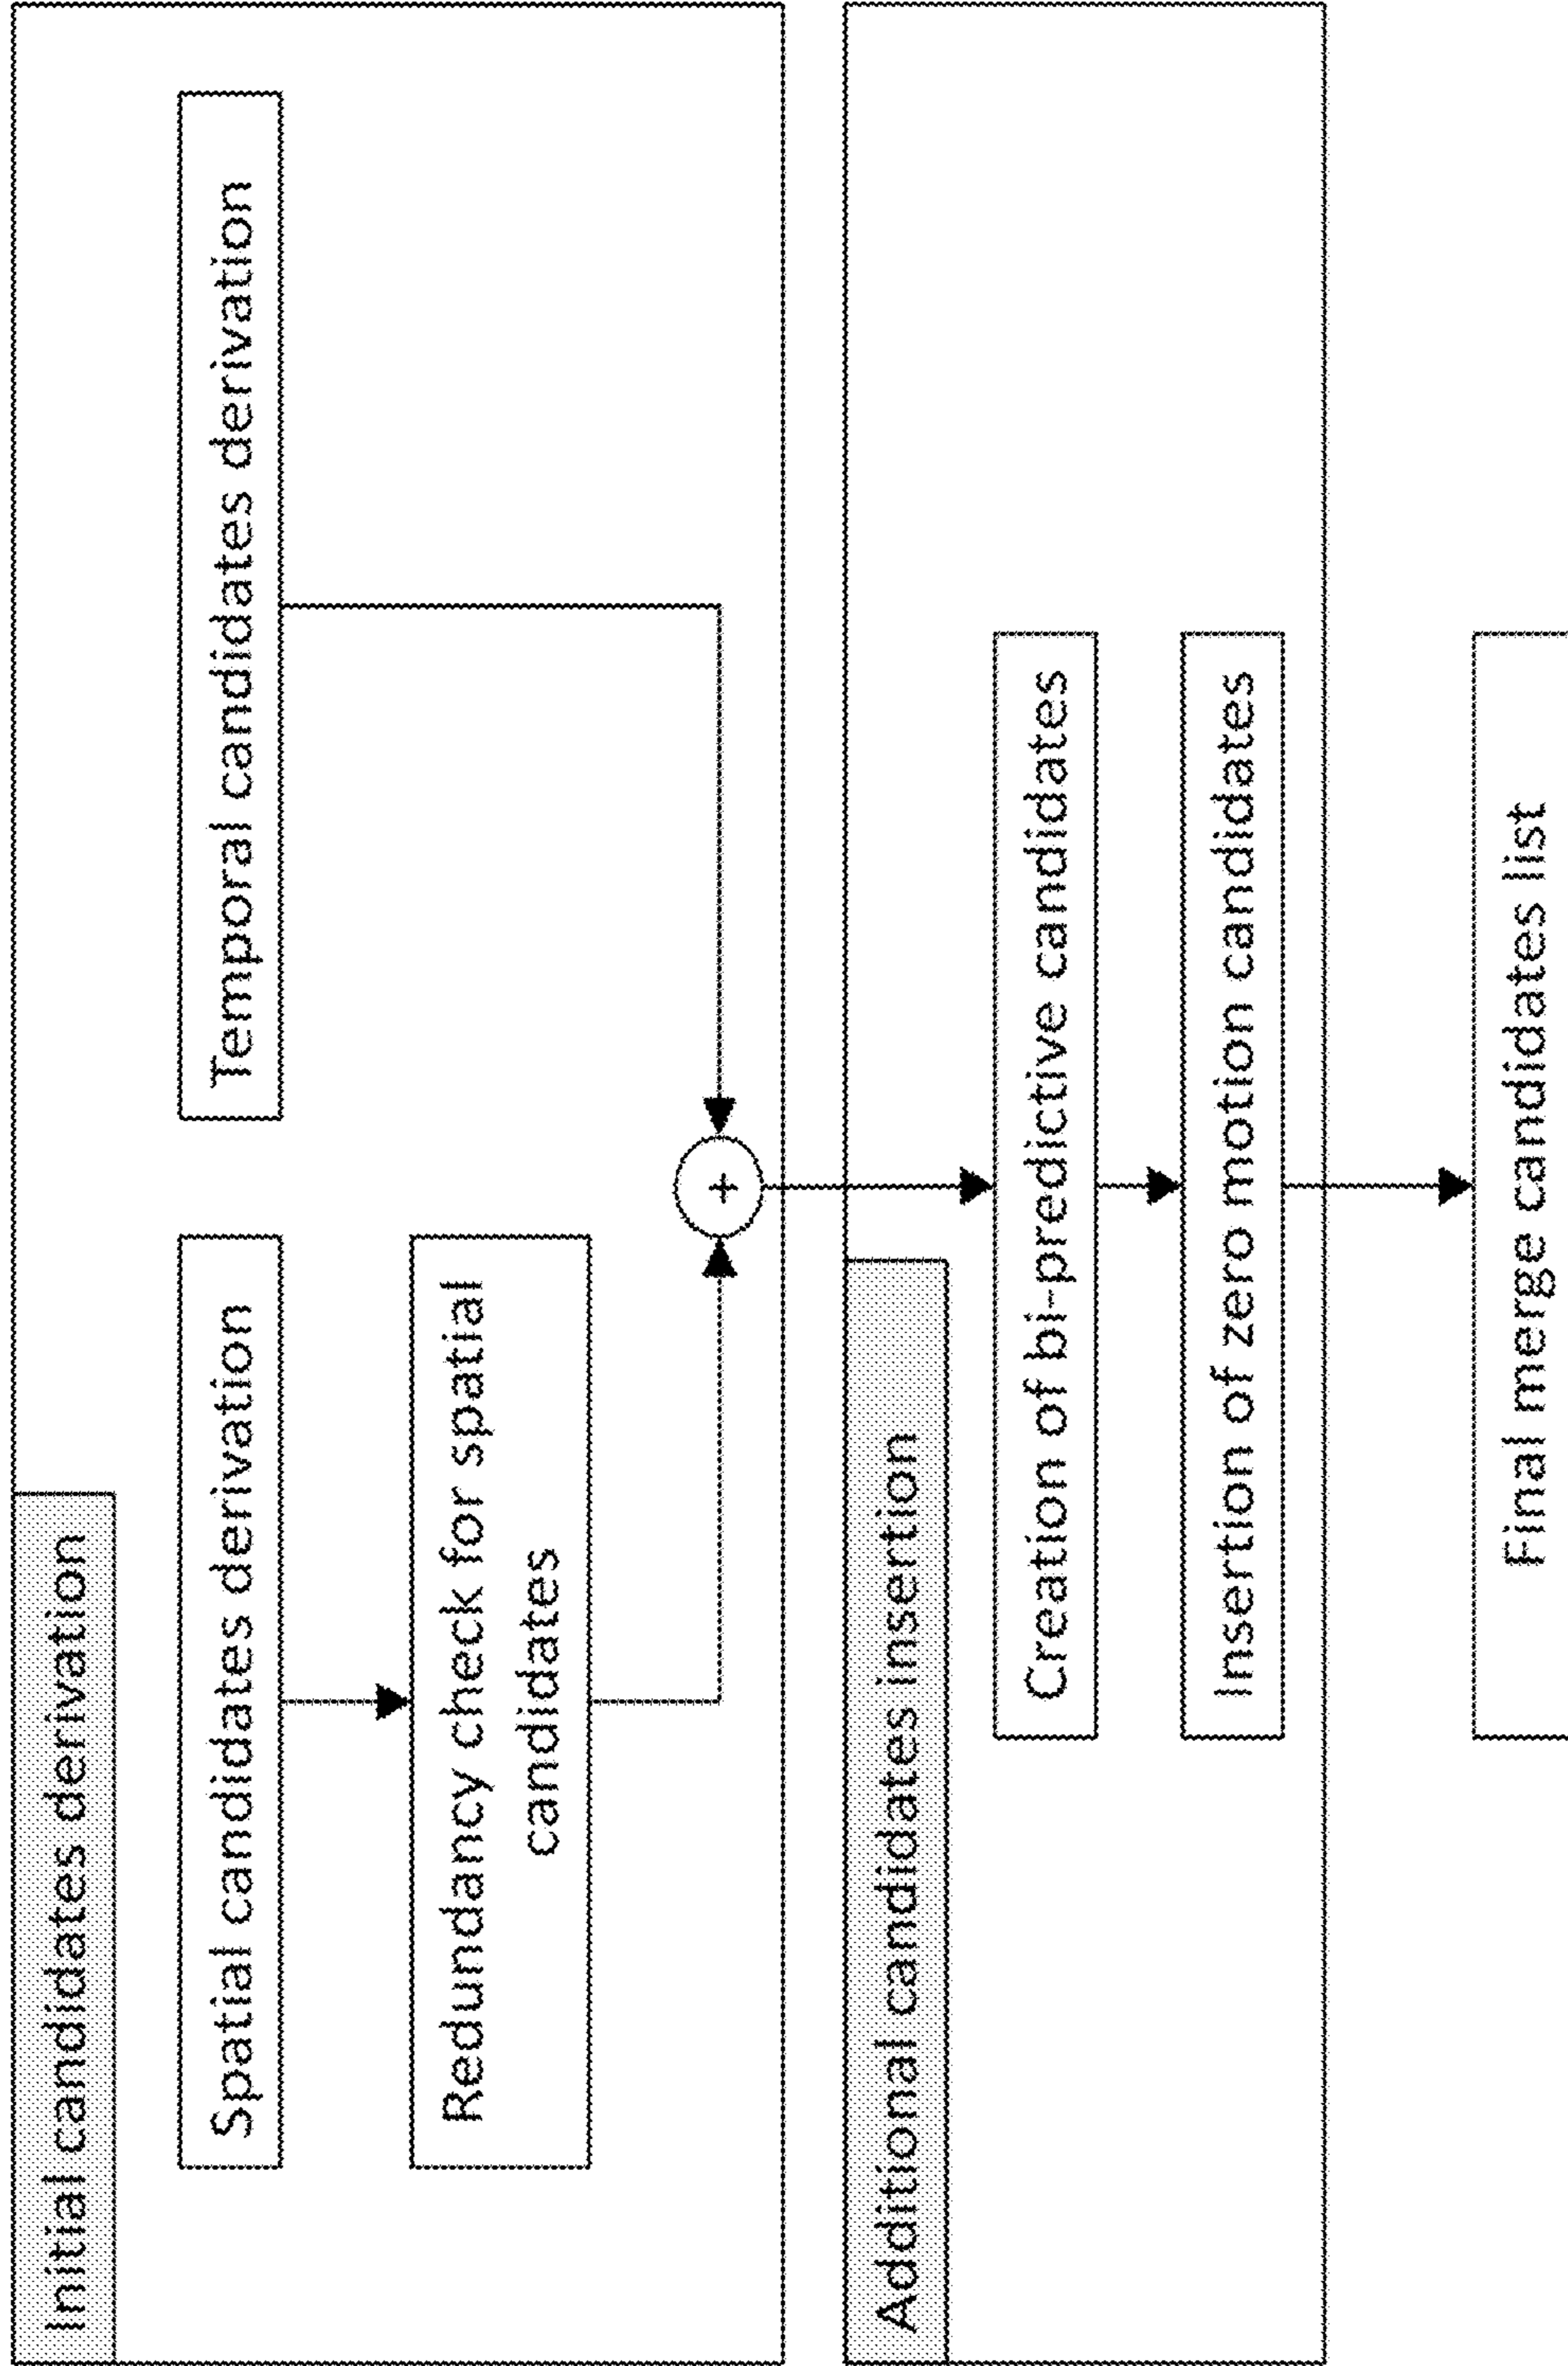 Initial candidates derivation
Spatial candidates derivation
Temporal candidates derivation
Redundancy check for spatial
candidates
+
Additional candidates insertion
Creation of bi-predictive candidates
Insertion of zero motion candidates
Final merge candidates list